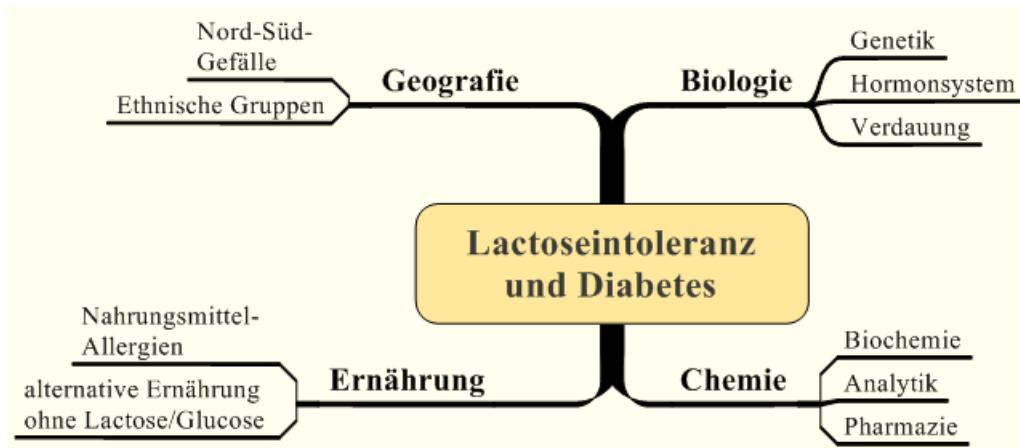 Nord-Süd-
Gefälle
Ethnische Gruppen
Geografie
Biologie
Genetik
Hormonsystem
Verdauung
Lactoseintoleranz
und Diabetes
Nahrungsmittel-
Allergien
alternative Ernährung
ohne Lactose/Glucose
Ernährung
Chemie
Biochemie
Analytik
Pharmazie